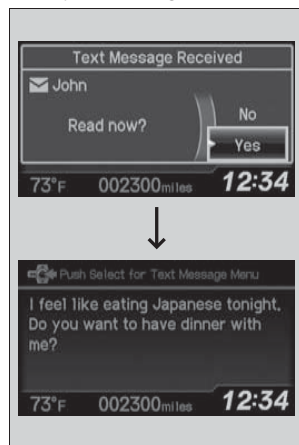 Text Message Received
John
Read now?
No
Yes
73°F 002300miles 12:34
Push Select for Text Message Menu
I feel like eating Japanese tonight.
Do you want to have dinner with
me?
73°F 002300miles 12:34